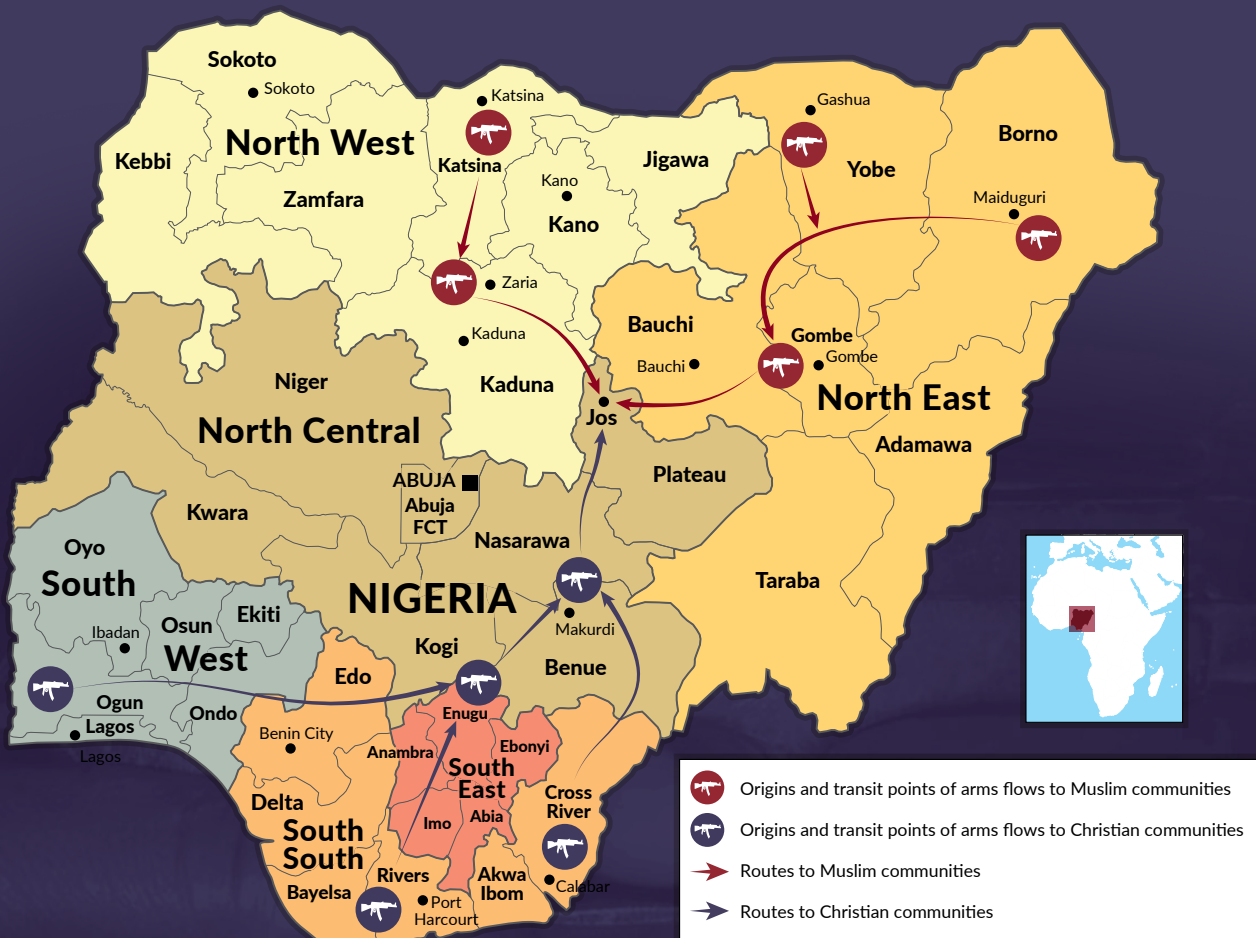 Sokoto
Sokoto
Katsina
Gashua
North West
Borno
Kebbi
Katsina
Jigawa
Yobe
Zamfara
Kano
Kano
Maiduguri
Zaria
Kaduna
Bauchi
Gombe
Gombe
Bauchi
Niger
Kaduna
North East
Jos
North Central
Adamawa
Plateau
ABUJA
Abuja
FCT
Kwara
Nasarawa
Oyo
South
West
Taraba
NIGERIA
Ekiti
Osun
Ibadan
Makurdi
Kogi
Benue
Edo
Ogun
Ondo
Lagos
Lagos
Enugu
Benin City
Anambra
Ebonyi
South
East
Cross
River
Delta
Imo
Abia
South
South
Rivers
Akwa
Ibom
Bayelsa
Calabar
Port
Harcourt
Origins and transit points of arms flows to Muslim communities
Origins and transit points of arms flows to Christian communities
Routes to Muslim communities
Routes to Christian communities